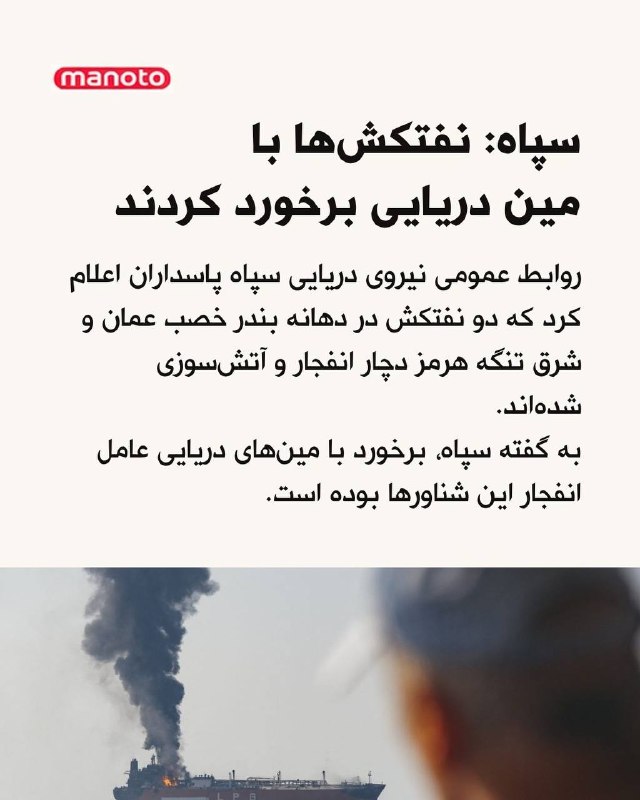 manoto
سپاه: نفتکش‌ها با
مین دریایی برخورد کردند
روابط عمومی نیروی دریایی سپاه پاسداران اعلام
کرد که دو نفتکش در دهانه بندر خصب عمان و
شرق تنگه هرمز دچار انفجار و آتش‌سوزی
شده‌اند.
به گفته سپاه، برخورد با مین‌های دریایی عامل
انفجار این شناورها بوده است.
LPG